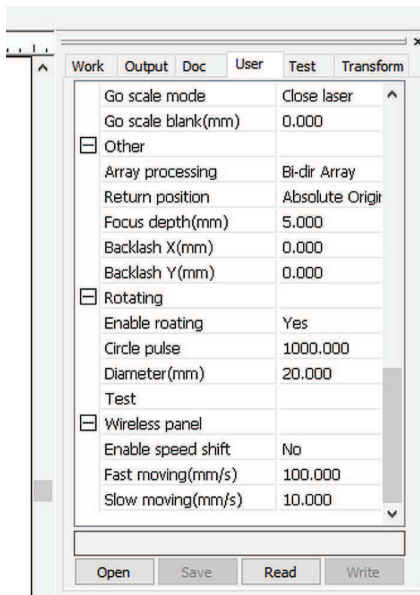 Work Output Doc User Test Transform
Go scale mode Close laser
Go scale blank(mm) 0.000
Other
Array processing Bi-dir Array
Return position Absolute Origin
Focus depth(mm) 5.000
Backlash X(mm) 0.000
Backlash Y(mm) 0.000
Rotating
Enable roating Yes
Circle pulse 1000.000
Diameter(mm) 20.000
Test
Wireless panel
Enable speed shift No
Fast moving(mm/s) 100.000
Slow moving(mm/s) 10.000
Open Save Read Write